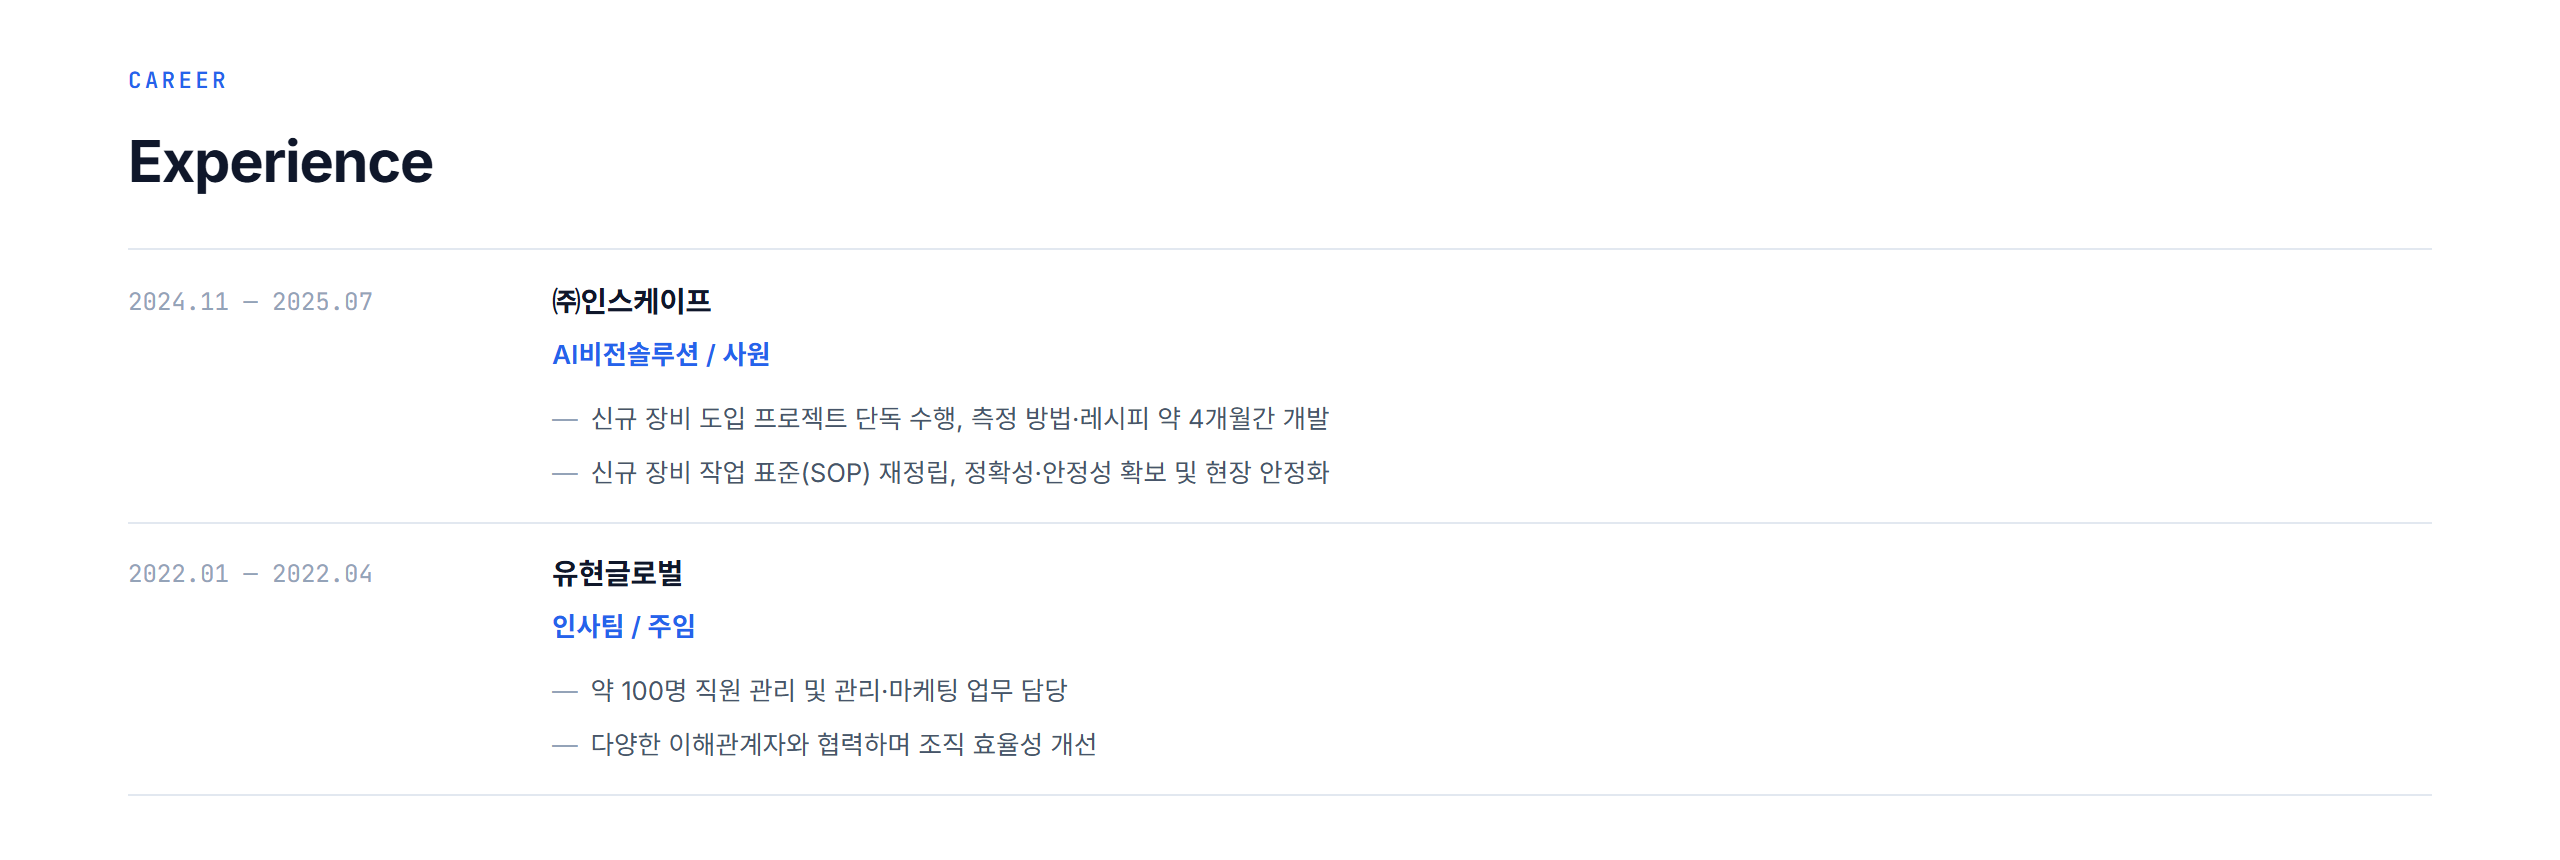 CAREER
Experience
2024.11 — 2025.07
㈜인스케이프
AI비전솔루션 / 사원
— 신규 장비 도입 프로젝트 단독 수행, 측정 방법·레시피 약 4개월간 개발
— 신규 장비 작업 표준(SOP) 재정립, 정확성·안정성 확보 및 현장 안정화
2022.01 — 2022.04
유현글로벌
인사팀 / 주임
— 약 100명 직원 관리 및 관리·마케팅 업무 담당
— 다양한 이해관계자와 협력하며 조직 효율성 개선